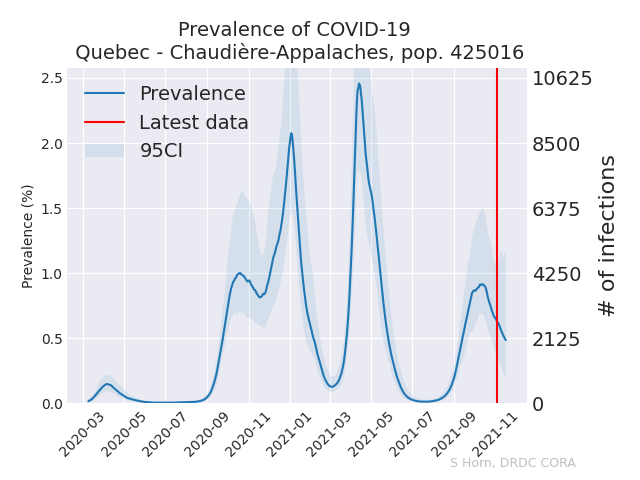 Prevalence of COVID-19
Quebec - Chaudière-Appalaches, pop. 425016
Prevalence
Latest data
95CI
Prevalence (%)
2.5
2.0
1.5
1.0
0.5
0.0
10625
8500
6375
4250
2125
0
# of infections
2020-03
2020-05
2020-07
2020-09
2020-11
2021-01
2021-03
2021-05
2021-07
2021-09
2021-11
S Horn, DRDC CORA